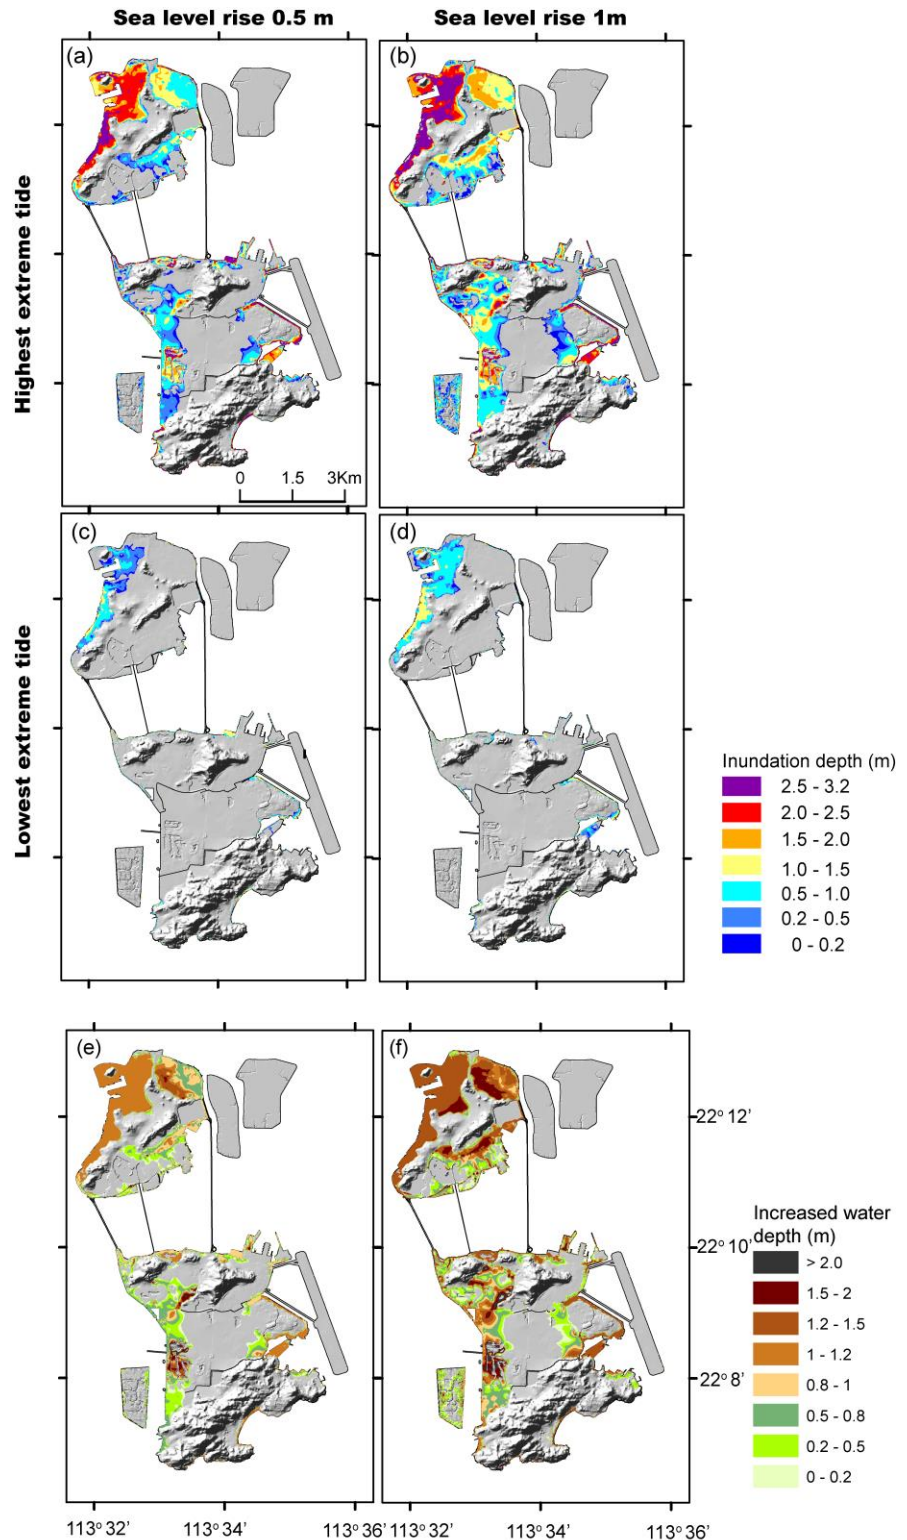 Sea level rise 0.5 m
Sea level rise 1m
Highest extreme tide
(a)
(b)
0 1.5 3Km
Lowest extreme tide
(c)
(d)
Inundation depth (m)
2.5 - 3.2
2.0 - 2.5
1.5 - 2.0
1.0 - 1.5
0.5 - 1.0
0.2 - 0.5
0 - 0.2
(e)
(f)
22° 12'
22° 10'
22° 8'
Increased water
depth (m)
> 2.0
1.5 - 2
1.2 - 1.5
1 - 1.2
0.8 - 1
0.5 - 0.8
0.2 - 0.5
0 - 0.2
113° 32' 113° 34' 113° 36' 113° 32' 113° 34' 113° 36'